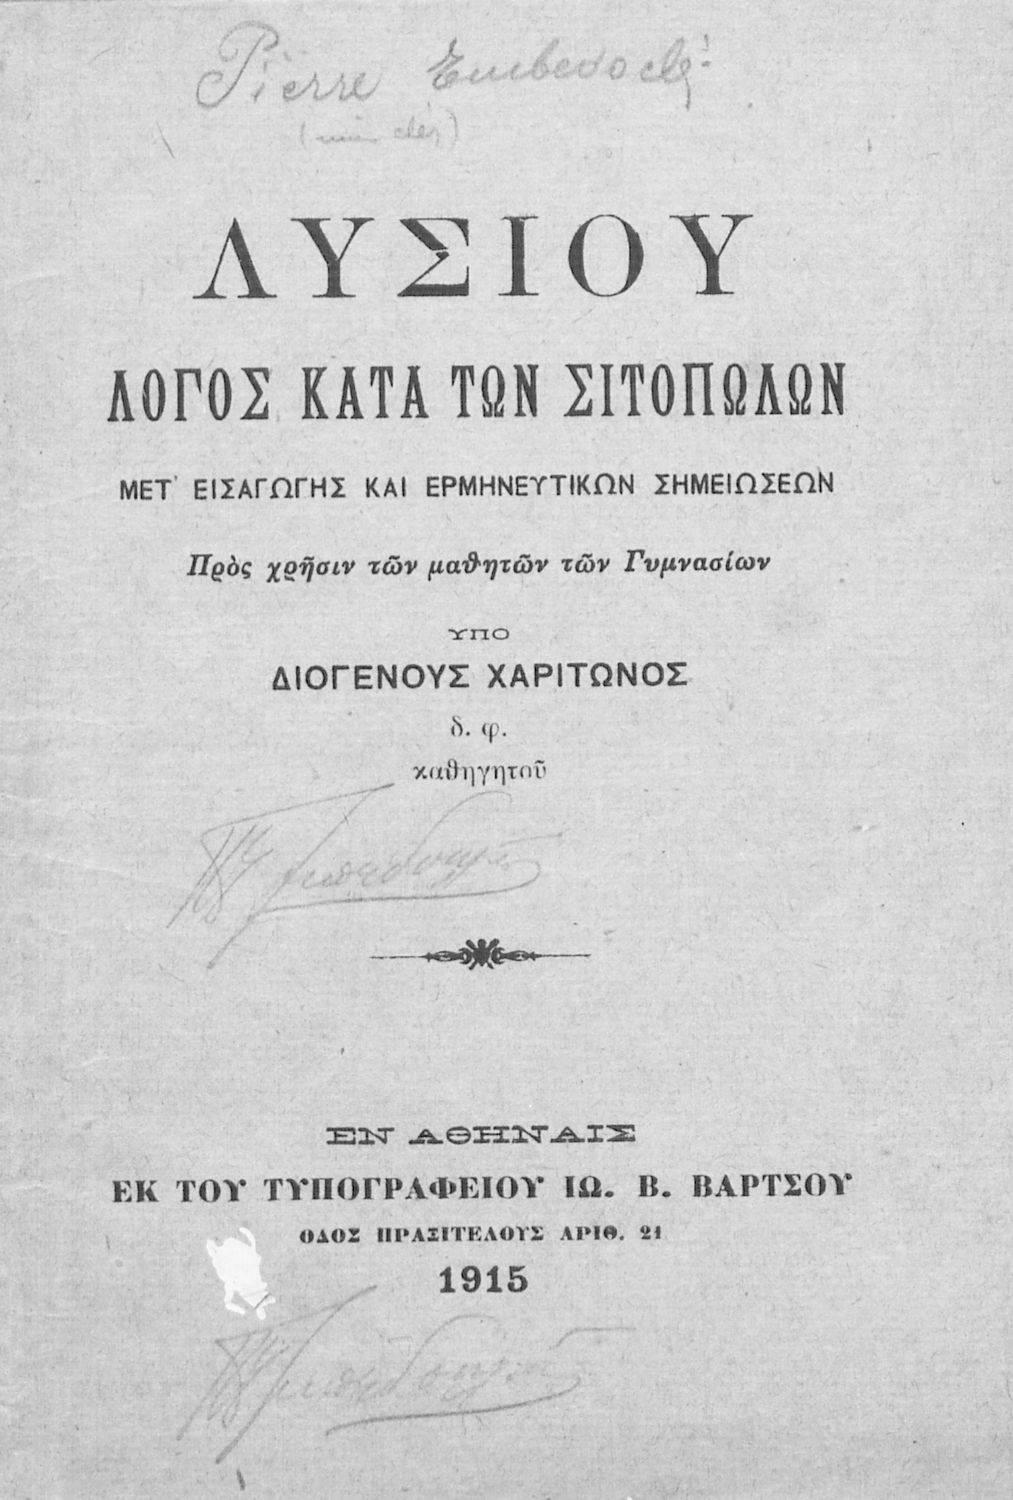 Pierre
ΛΥΣΙΟΥ
ΛΟΓΟΣ ΚΑΤΑ ΤΩΝ ΣΙΤΟΠΩΛΩΝ
ΜΕΤ' ΕΙΣΑΓΩΓΗΣ ΚΑΙ ΕΡΜΗΝΕΥΤΙΚΩΝ ΣΗΜΕΙΩΣΕΩΝ
Πρὸς χρῆσιν τῶν μαθητῶν τῶν Γυμνασίων
ΥΠΟ
ΔΙΟΓΕΝΟΥΣ ΧΑΡΙΤΩΝΟΣ
δ. φ.
καθηγητοῦ
ΕΝ ΑΘΗΝΑΙΣ
ΕΚ ΤΟΥ ΤΥΠΟΓΡΑΦΕΙΟΥ ΙΩ. Β. ΒΑΡΤΣΟΥ
ΟΔΟΣ ΠΡΑΞΙΤΕΛΟΥΣ ΑΡΙΘ. 21
1915